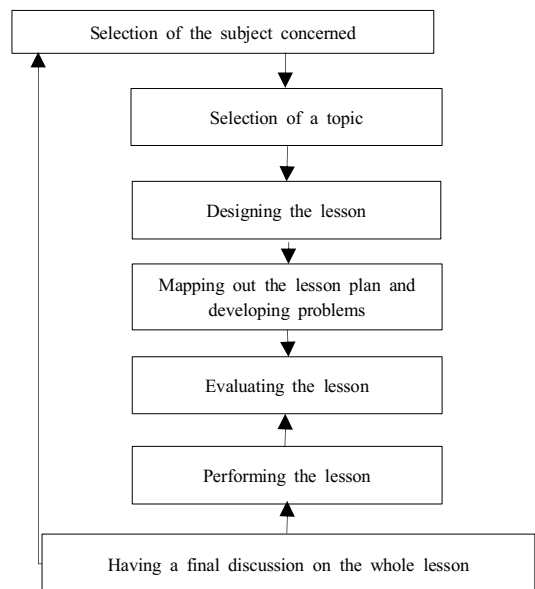 Selection of the subject concerned
Selection of a topic
Designing the lesson
Mapping out the lesson plan and
developing problems
Evaluating the lesson
Performing the lesson
Having a final discussion on the whole lesson